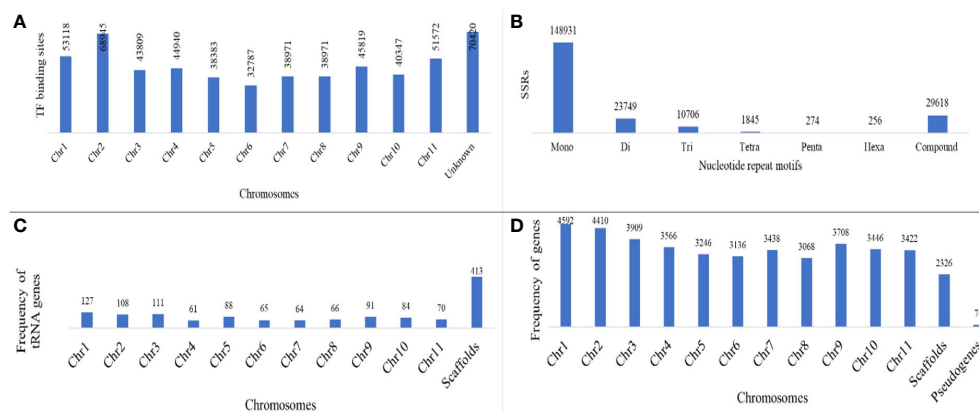 A
TF binding sites
53118
68945
43809
44940
38383
32787
38971
38971
45819
40347
51572
70420
Chr1
Chr2
Chr3
Chr4
Chr5
Chr6
Chr7
Chr8
Chr9
Chr10
Chr11
Unknown
Chromosomes
B
SSRs
148931
23749
10706
1845
274
256
29618
Mono
Di
Tri
Tetra
Penta
Hexa
Compound
Nucleotide repeat motifs
C
Frequency of
tRNA genes
127
108
111
61
88
65
64
66
91
84
70
413
Chr1
Chr2
Chr3
Chr4
Chr5
Chr6
Chr7
Chr8
Chr9
Chr10
Chr11
Scaffolds
Chromosomes
D
Frequency of genes
4592
4410
3909
3566
3246
3136
3438
3068
3708
3446
3422
2326
Chr1
Chr2
Chr3
Chr4
Chr5
Chr6
Chr7
Chr8
Chr9
Chr10
Chr11
Scaffolds
Pseudogenes
Chromosomes